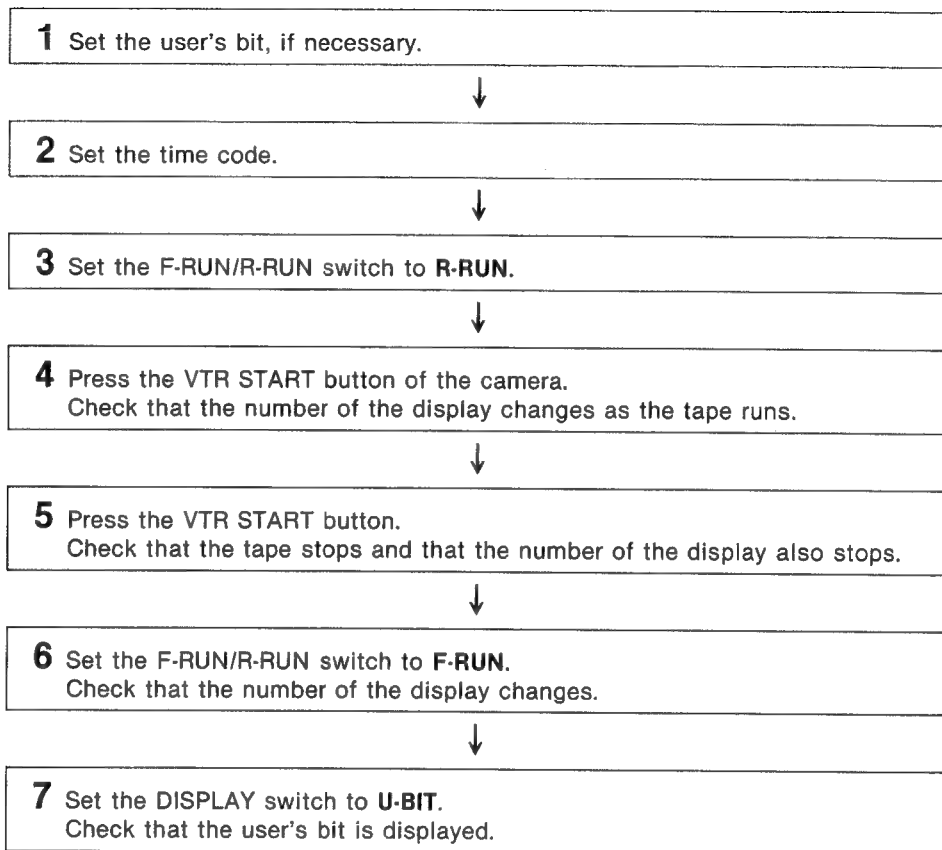 1 Set the user's bit, if necessary.
2 Set the time code.
3 Set the F-RUN/R-RUN switch to R-RUN.
4 Press the VTR START button of the camera.
Check that the number of the display changes as the tape runs.
5 Press the VTR START button.
Check that the tape stops and that the number of the display also stops.
6 Set the F-RUN/R-RUN switch to F-RUN.
Check that the number of the display changes.
7 Set the DISPLAY switch to U-BIT.
Check that the user's bit is displayed.